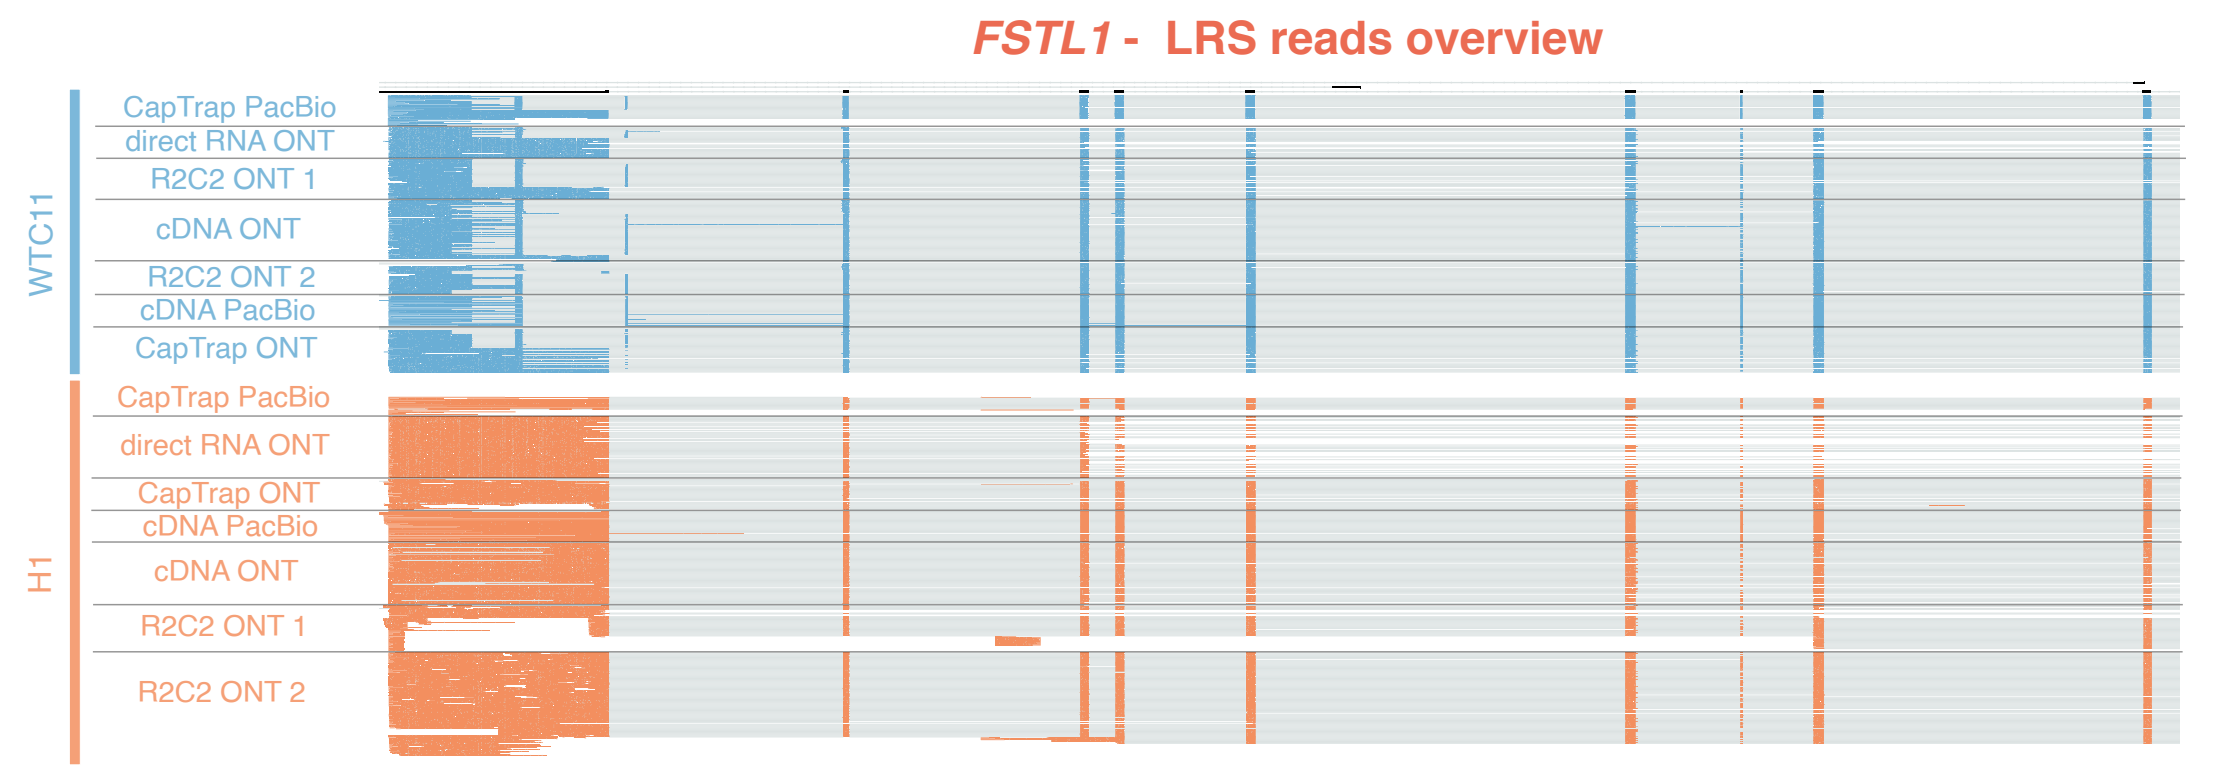 FSTL1 - LRS reads overview
WTC11
CapTrap PacBio
direct RNA ONT
R2C2 ONT 1
cDNA ONT
R2C2 ONT 2
cDNA PacBio
CapTrap ONT
H1
CapTrap PacBio
direct RNA ONT
CapTrap ONT
cDNA PacBio
cDNA ONT
R2C2 ONT 1
R2C2 ONT 2